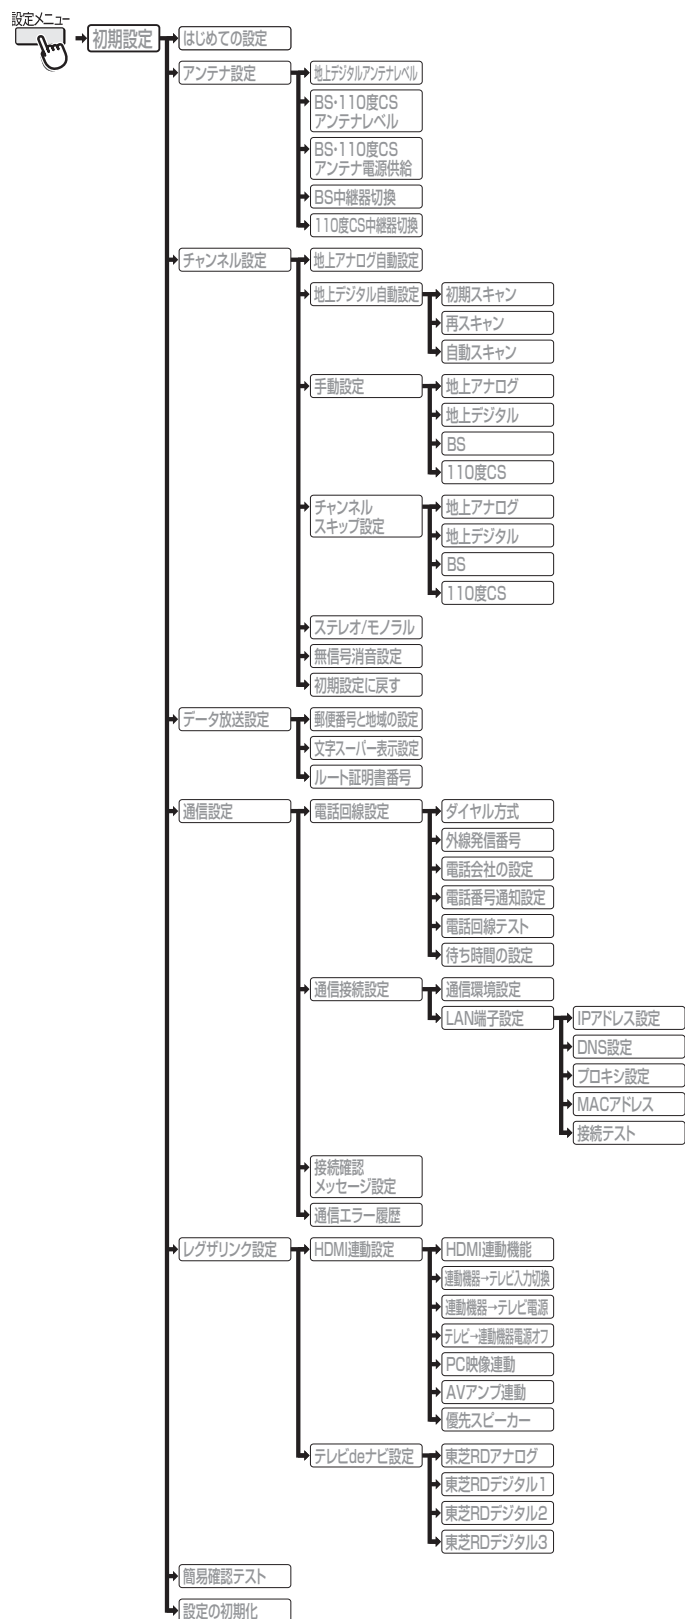 設定メニュー
初期設定
はじめての設定
アンテナ設定
地上デジタルアンテナレベル
BS・110度CS
アンテナレベル
BS・110度CS
アンテナ電源供給
BS中継器切換
110度CS中継器切換
チャンネル設定
地上アナログ自動設定
地上デジタル自動設定
初期スキャン
再スキャン
自動スキャン
手動設定
地上アナログ
地上デジタル
BS
110度CS
チャンネル
スキップ設定
地上アナログ
地上デジタル
BS
110度CS
ステレオ/モノラル
無信号消音設定
初期設定に戻す
データ放送設定
郵便番号と地域の設定
文字スーパー表示設定
ルート証明書番号
通信設定
電話回線設定
ダイヤル方式
外線発信番号
電話会社の設定
電話番号通知設定
電話回線テスト
待ち時間の設定
通信接続設定
通信環境設定
LAN端子設定
IPアドレス設定
DNS設定
プロキシ設定
MACアドレス
接続テスト
接続確認
メッセージ設定
通信エラー履歴
レグザリンク設定
HDMI連動設定
HDMI連動機能
連動機器→テレビ入力切換
連動機器→テレビ電源
テレビ→連動機器電源オフ
PC映像連動
AVアンプ連動
優先スピーカー
テレビdeナビ設定
東芝RDアナログ
東芝RDデジタル1
東芝RDデジタル2
東芝RDデジタル3
簡易確認テスト
設定の初期化